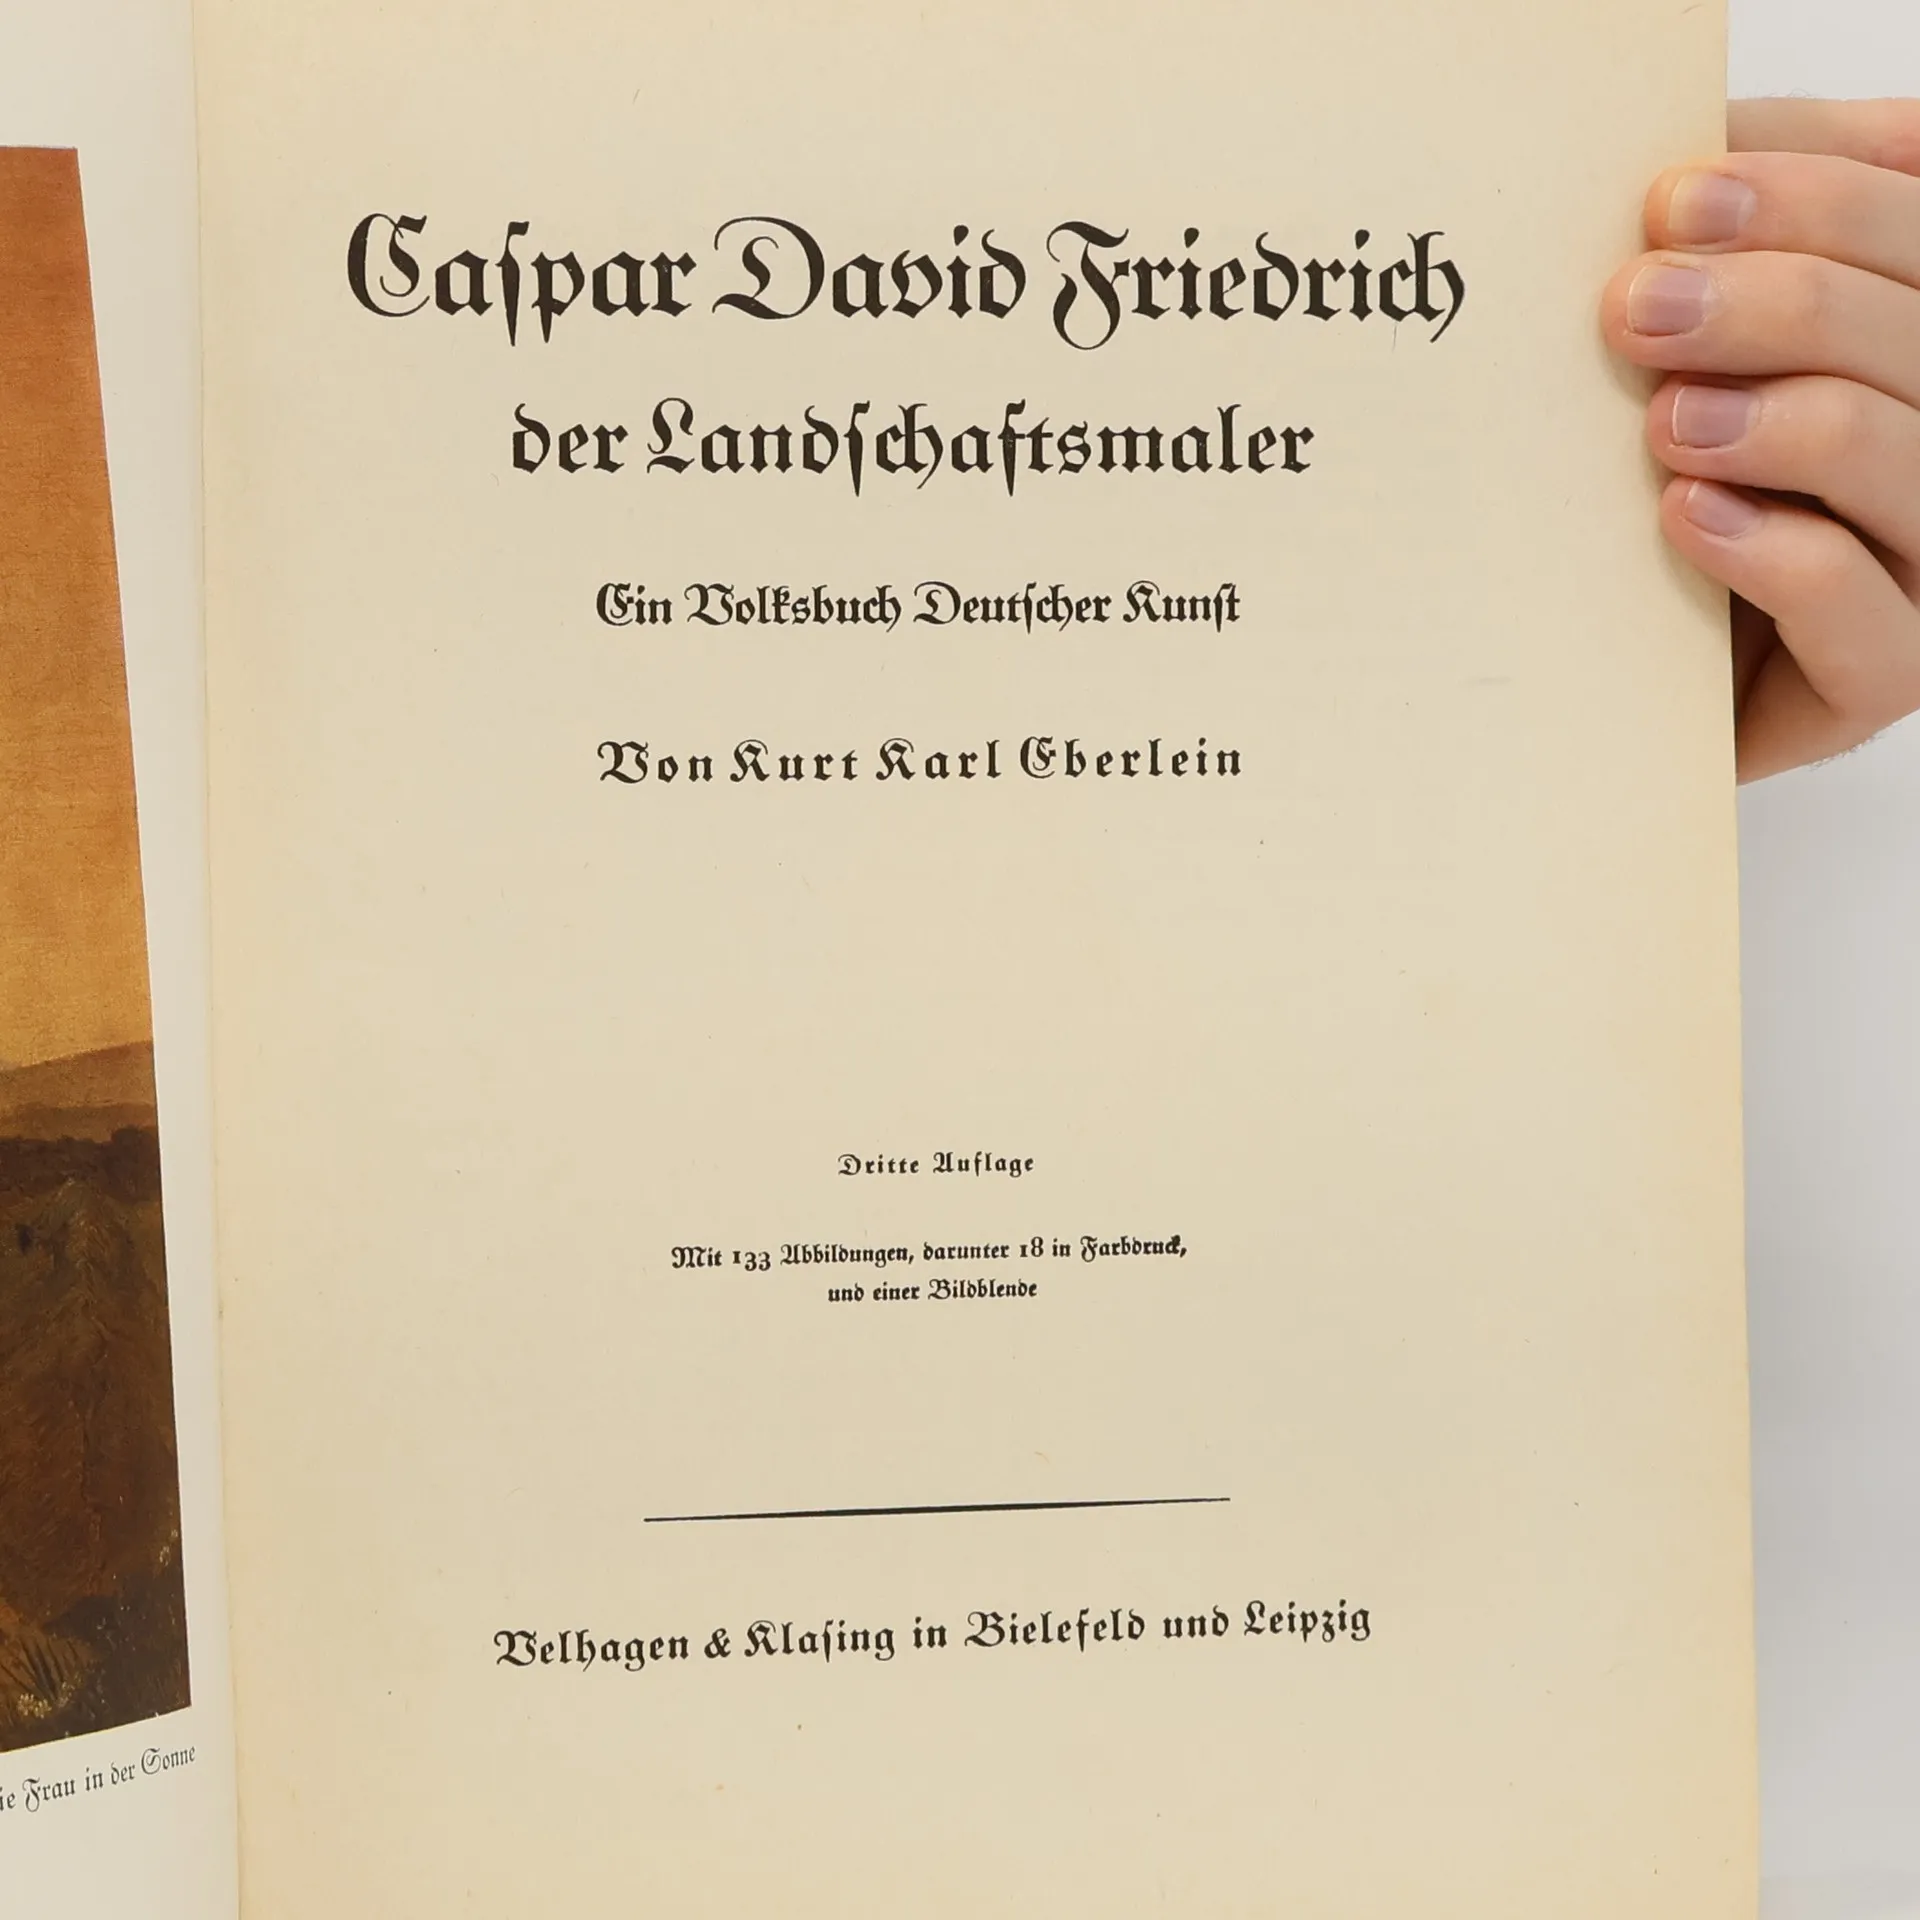 Caſpar David Friedrich
der Landſchaftsmaler
Ein Volksbuch Deutſcher Kunſt
Von Kurt Karl Eberlein
Dritte Auflage
Mit 133 Abbildungen, darunter 18 in Farbdruck,
und einer Bildblende
Velhagen & Klaſing in Bielefeld und Leipzig
Frau in der Sonne